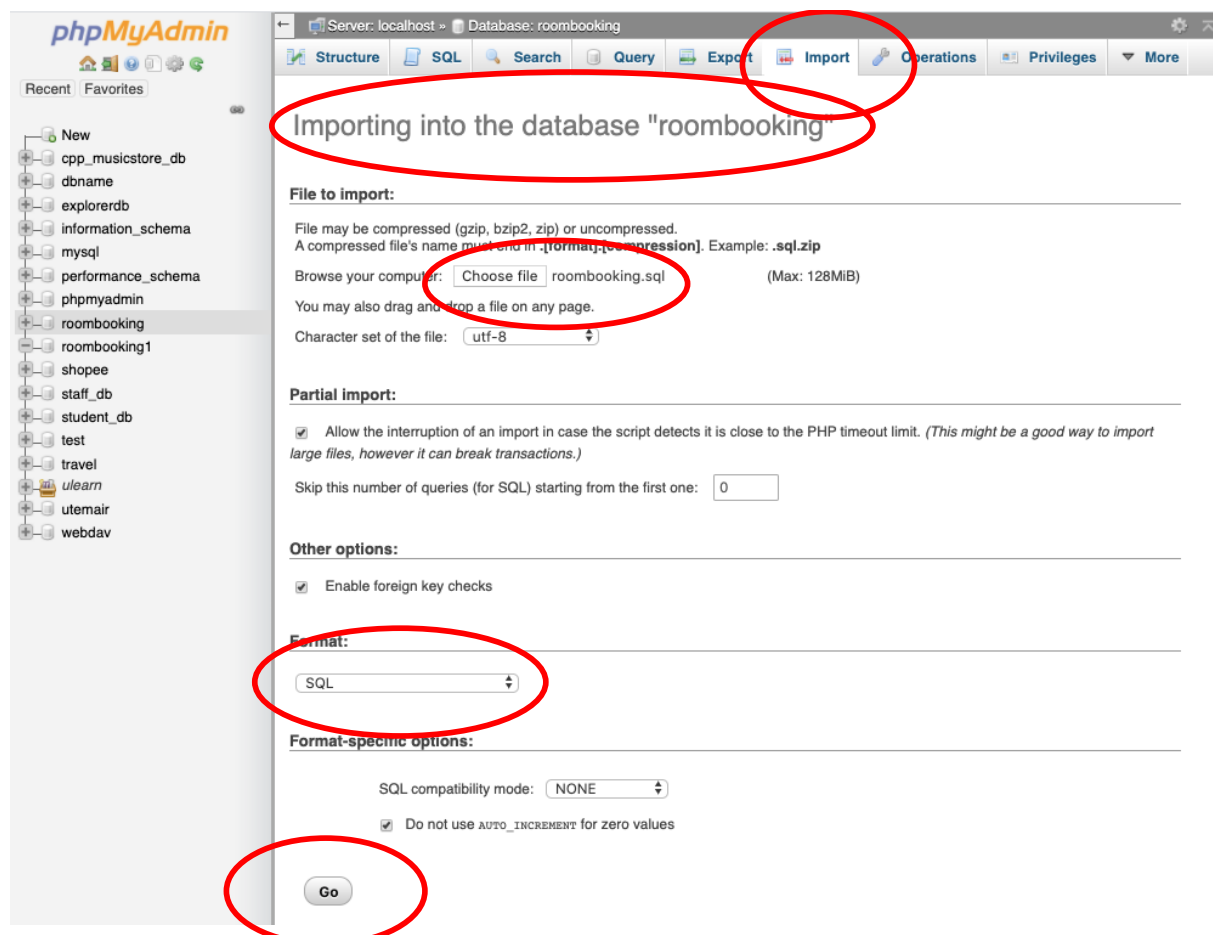 phpMyAdmin
Recent Favorites
New
cpp_musicstore_db
dbname
explorerdb
information_schema
mysql
performance_schema
phpmyadmin
roombooking
roombooking1
shopee
staff_db
student_db
test
travel
ulearn
utemair
webdav
Server: localhost » Database: roombooking
Structure SQL Search Query Export Import Operations Privileges More
Importing into the database "roombooking"
File to import:
File may be compressed (gzip, bzip2, zip) or uncompressed.
A compressed file's name must end in .[format].[compression]. Example: .sql.zip
Browse your computer: Choose file roombooking.sql (Max: 128MiB)
You may also drag and drop a file on any page.
Character set of the file: utf-8
Partial import:
Allow the interruption of an import in case the script detects it is close to the PHP timeout limit. (This might be a good way to import
large files, however it can break transactions.)
Skip this number of queries (for SQL) starting from the first one: 0
Other options:
Enable foreign key checks
Format:
SQL
Format-specific options:
SQL compatibility mode: NONE
Do not use AUTO_INCREMENT for zero values
Go